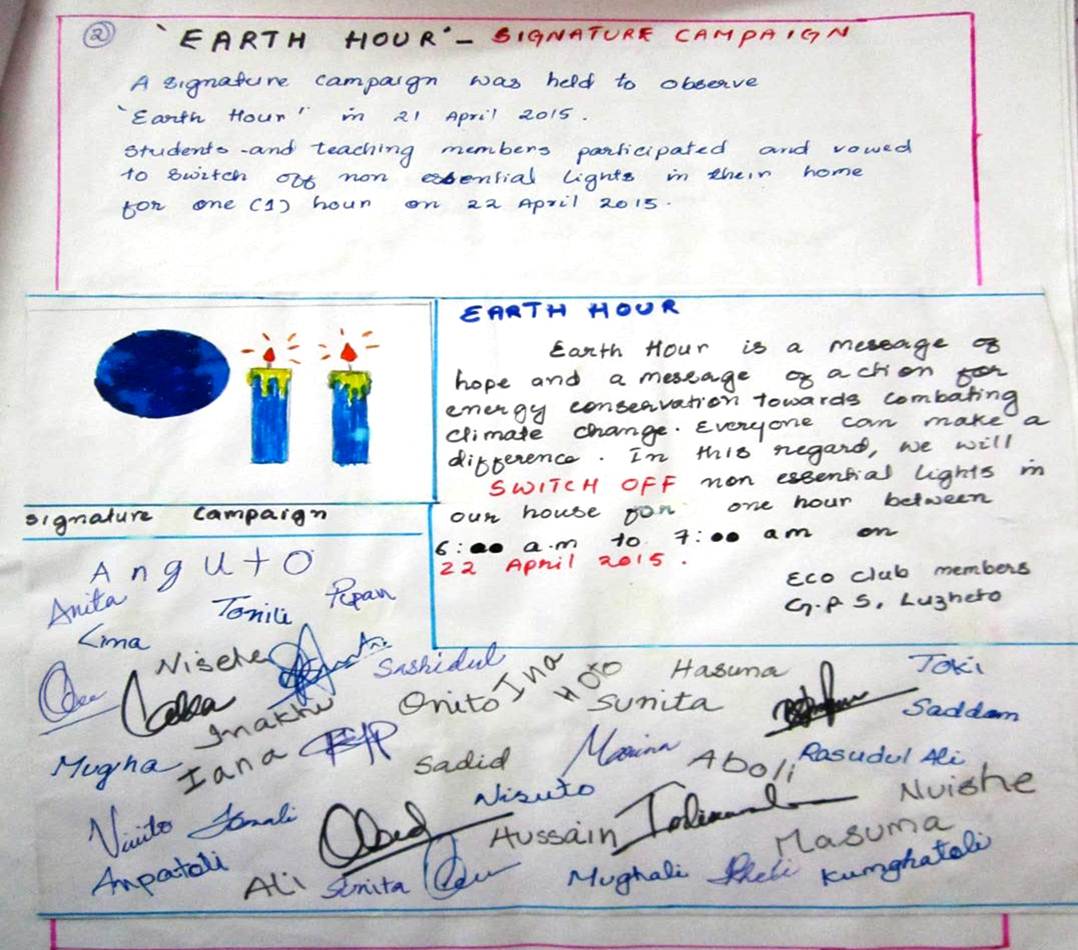 ② 'EARTH HOUR' - SIGNATURE CAMPAIGN
A signature campaign was held to observe
"Earth Hour" in 21 April 2015.
Students and teaching members participated and vowed
to switch off non essential lights in their home
for one (1) hour on 22 April 2015.
EARTH HOUR
Earth Hour is a message of
hope and a message of action for
energy conservation towards combating
climate change. Everyone can make a
difference. In this regard, we will
SWITCH OFF non essential lights in
our house for one hour between
6:00 a.m to 7:00 am on
22 April 2015.
Eco club members
G.P.S, Luzheto
Signature Campaign
Anguto
Anita Tonili Pipan
Lima
Nisehe Sashidul Ina Hoto Hasuna Toki
Onito Sunita Saddam
Inakhu
Mugha Iana Sadid Marina Aboli Rasudul Ali
Nisuto Nuishe
Hussain Masuma
Anpatoli Ali Sunita Mughali Kumghatoli